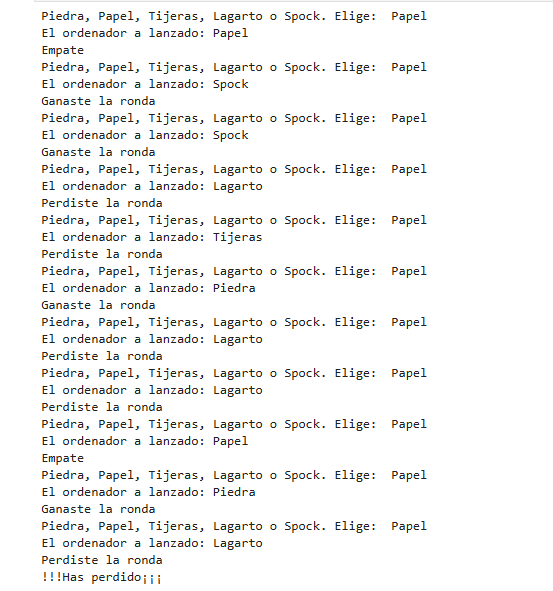 Piedra, Papel, Tijeras, Lagarto o Spock. Elige:  Papel
El ordenador a lanzado: Papel
Empate
Piedra, Papel, Tijeras, Lagarto o Spock. Elige:  Papel
El ordenador a lanzado: Spock
Ganaste la ronda
Piedra, Papel, Tijeras, Lagarto o Spock. Elige:  Papel
El ordenador a lanzado: Spock
Ganaste la ronda
Piedra, Papel, Tijeras, Lagarto o Spock. Elige:  Papel
El ordenador a lanzado: Lagarto
Perdiste la ronda
Piedra, Papel, Tijeras, Lagarto o Spock. Elige:  Papel
El ordenador a lanzado: Tijeras
Perdiste la ronda
Piedra, Papel, Tijeras, Lagarto o Spock. Elige:  Papel
El ordenador a lanzado: Piedra
Ganaste la ronda
Piedra, Papel, Tijeras, Lagarto o Spock. Elige:  Papel
El ordenador a lanzado: Lagarto
Perdiste la ronda
Piedra, Papel, Tijeras, Lagarto o Spock. Elige:  Papel
El ordenador a lanzado: Lagarto
Perdiste la ronda
Piedra, Papel, Tijeras, Lagarto o Spock. Elige:  Papel
El ordenador a lanzado: Papel
Empate
Piedra, Papel, Tijeras, Lagarto o Spock. Elige:  Papel
El ordenador a lanzado: Piedra
Ganaste la ronda
Piedra, Papel, Tijeras, Lagarto o Spock. Elige:  Papel
El ordenador a lanzado: Lagarto
Perdiste la ronda
!!!Has perdido¡¡¡